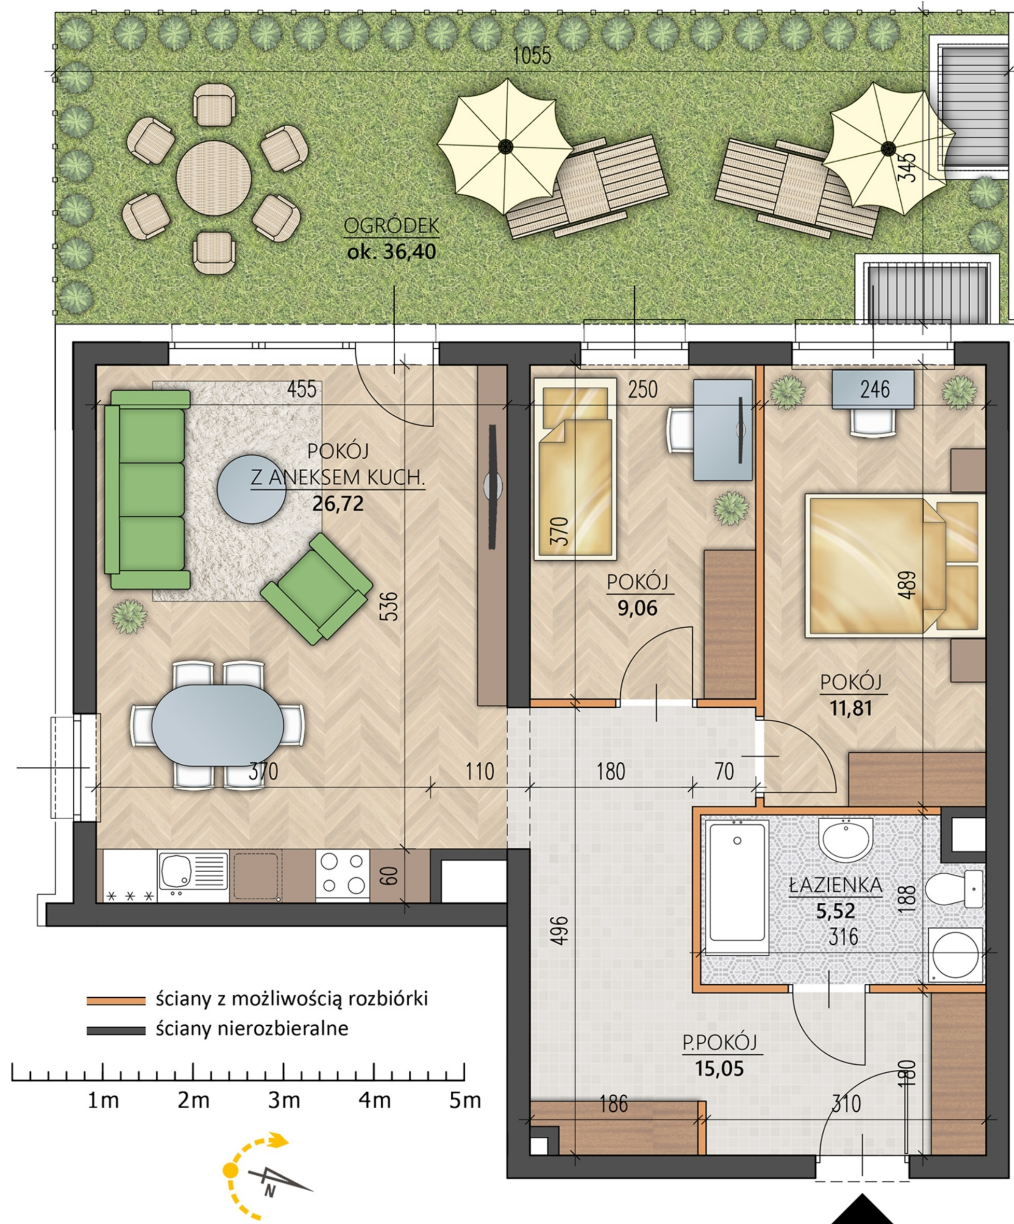 1055
345
OGRÓDEK
ok. 36,40
455
250
246
POKÓJ
Z ANEKSEM KUCH.
26,72
370
536
489
POKÓJ
9,06
POKÓJ
11,81
370
110
180
70
60
ŁAZIENKA
5,52
188
316
496
ściany z możliwością rozbiórki
ściany nierozbieralne
P.POKÓJ
15,05
180
186
310
1m 2m 3m 4m 5m
N